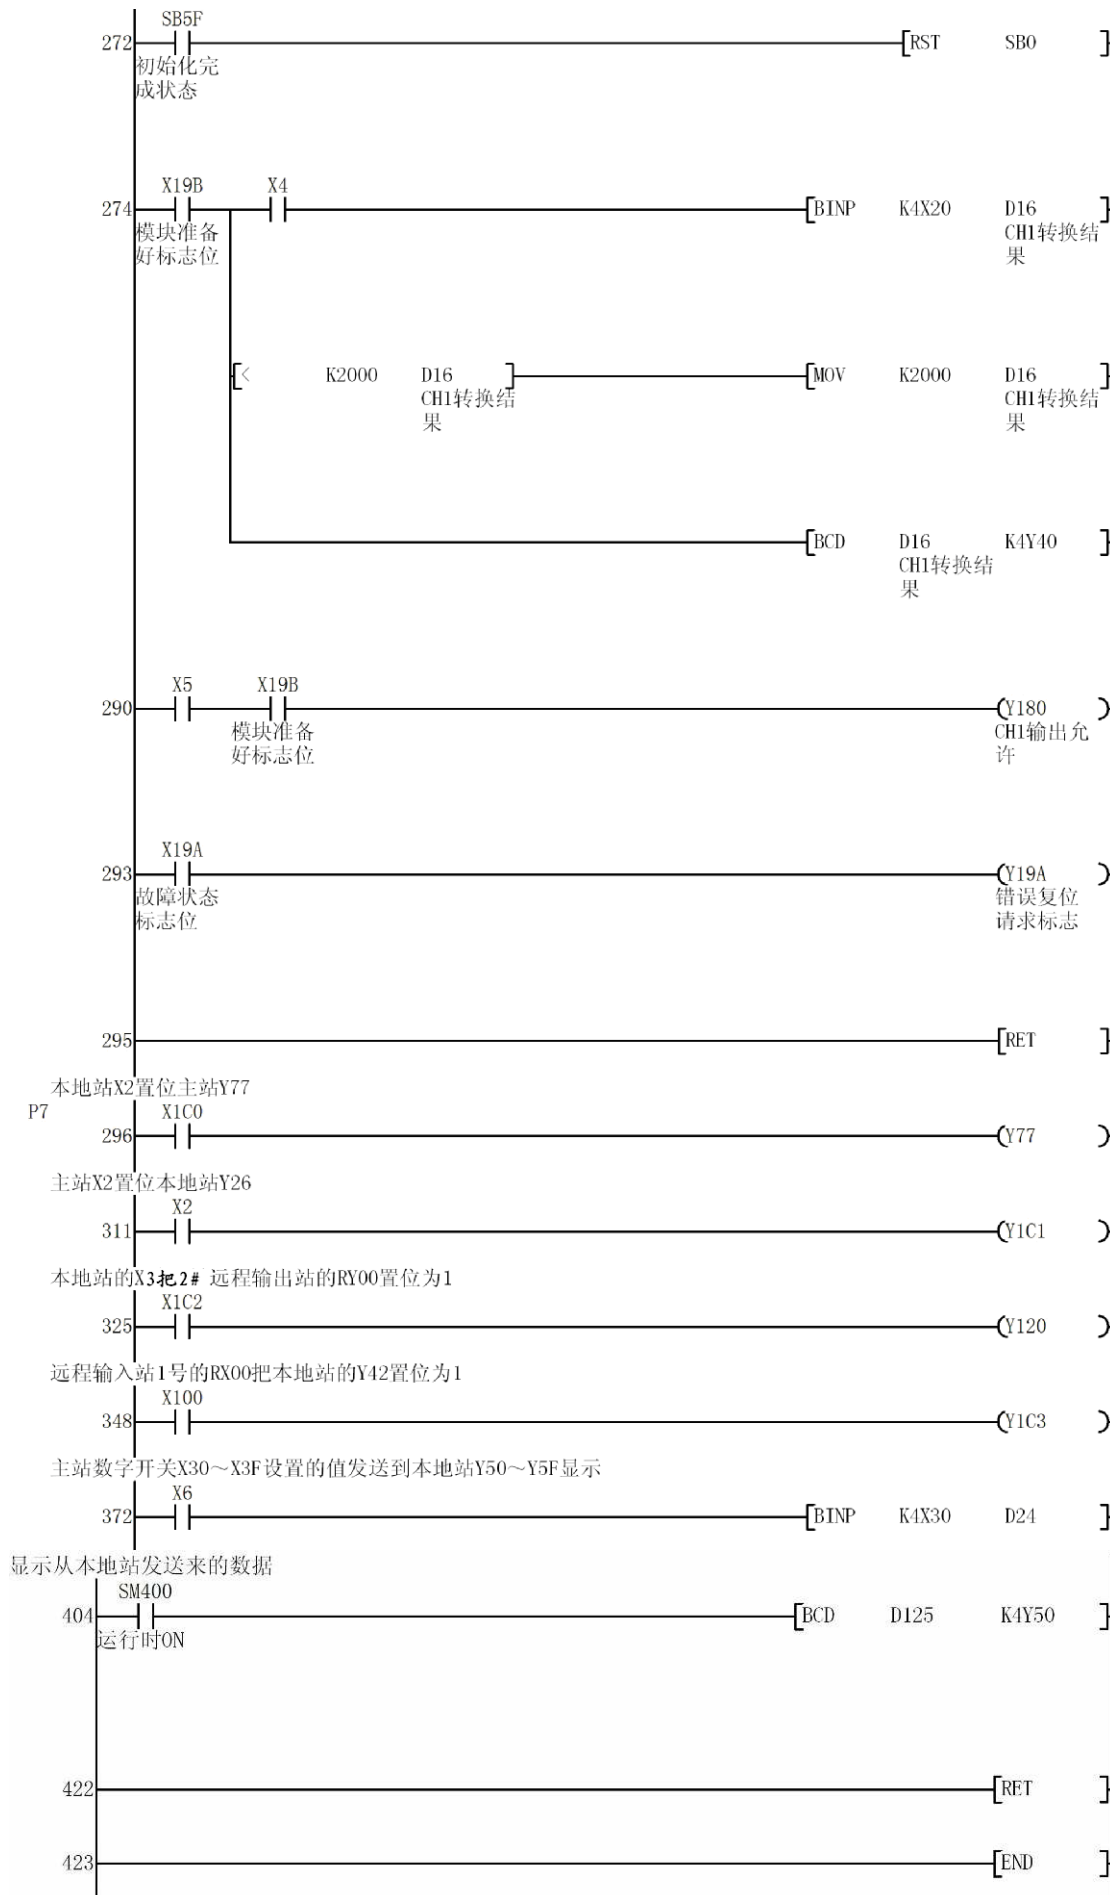 SB5F
272 RST SB0
初始化完
成状态
X19B X4
274 BINP K4X20 D16
模块准备 CH1转换结
好标志位 果
< K2000 D16 MOV K2000 D16
CH1转换结 CH1转换结
果 果
BCD D16 K4Y40
CH1转换结
果
X5 X19B
290 Y180
模块准备 CH1输出允
好标志位 许
X19A
293 Y19A
故障状态 错误复位
标志位 请求标志
295 RET
本地站X2置位主站Y77
P7 X1C0
296 Y77
主站X2置位本地站Y26
X2
311 Y1C1
本地站的X3把2# 远程输出站的RY00置位为1
X1C2
325 Y120
远程输入站1号的RX00把本地站的Y42置位为1
X100
348 Y1C3
主站数字开关X30～X3F设置的值发送到本地站Y50～Y5F显示
X6
372 BINP K4X30 D24
显示从本地站发送来的数据
SM400
404 BCD D125 K4Y50
运行时ON
422 RET
423 END